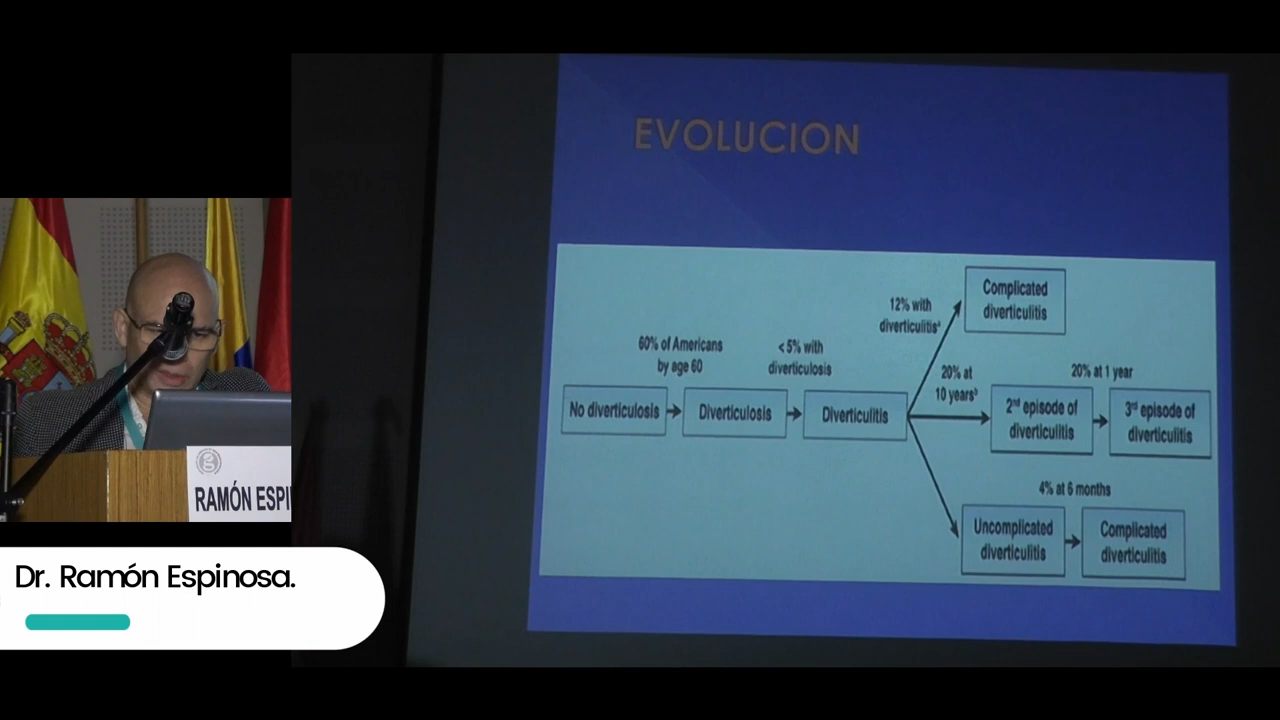 EVOLUCION
Complicated
diverticulitis
12% with
diverticulitisᵃ
60% of Americans
by age 60
<5% with
diverticulosis
20% at
10 yearsᵇ
20% at 1 year
No diverticulosis
Diverticulosis
Diverticulitis
2nd episode of
diverticulitis
3rd episode of
diverticulitis
4% at 6 months
Uncomplicated
diverticulitis
Complicated
diverticulitis
RAMÓN ESPI
Dr. Ramón Espinosa.